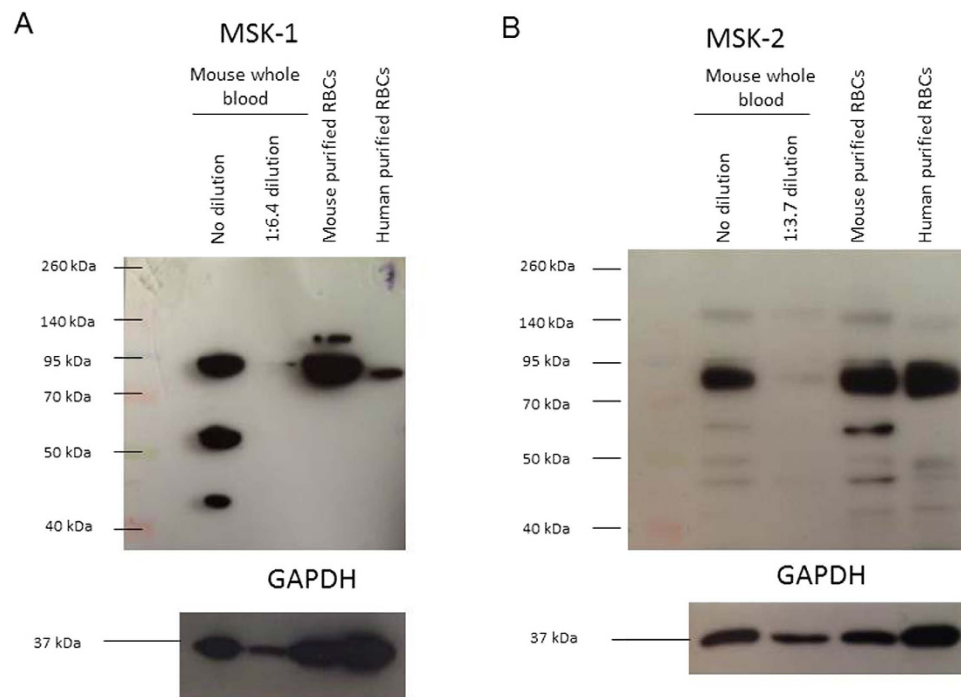 A
MSK-1
Mouse whole
blood
No dilution
1:6.4 dilution
Mouse purified RBCs
Human purified RBCs
260 kDa
140 kDa
95 kDa
70 kDa
50 kDa
40 kDa
GAPDH
37 kDa
B
MSK-2
Mouse whole
blood
No dilution
1:3.7 dilution
Mouse purified RBCs
Human purified RBCs
260 kDa
140 kDa
95 kDa
70 kDa
50 kDa
40 kDa
GAPDH
37 kDa